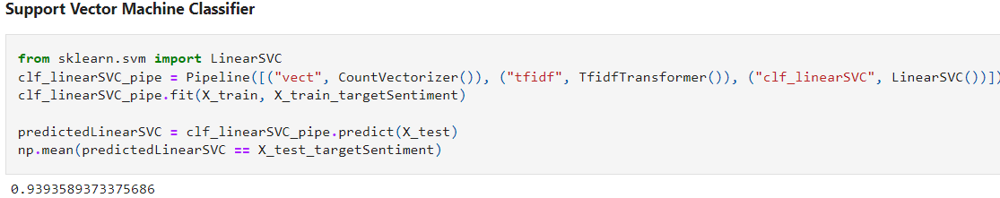 Support Vector Machine Classifier
from sklearn.svm import LinearSVC
clf_linearSVC_pipe = Pipeline([("vect", CountVectorizer()), ("tfidf", TfidfTransformer()), ("clf_linearSVC", LinearSVC())])
clf_linearSVC_pipe.fit(X_train, X_train_targetSentiment)
predictedLinearSVC = clf_linearSVC_pipe.predict(X_test)
np.mean(predictedLinearSVC == X_test_targetSentiment)
0.9393589373375686